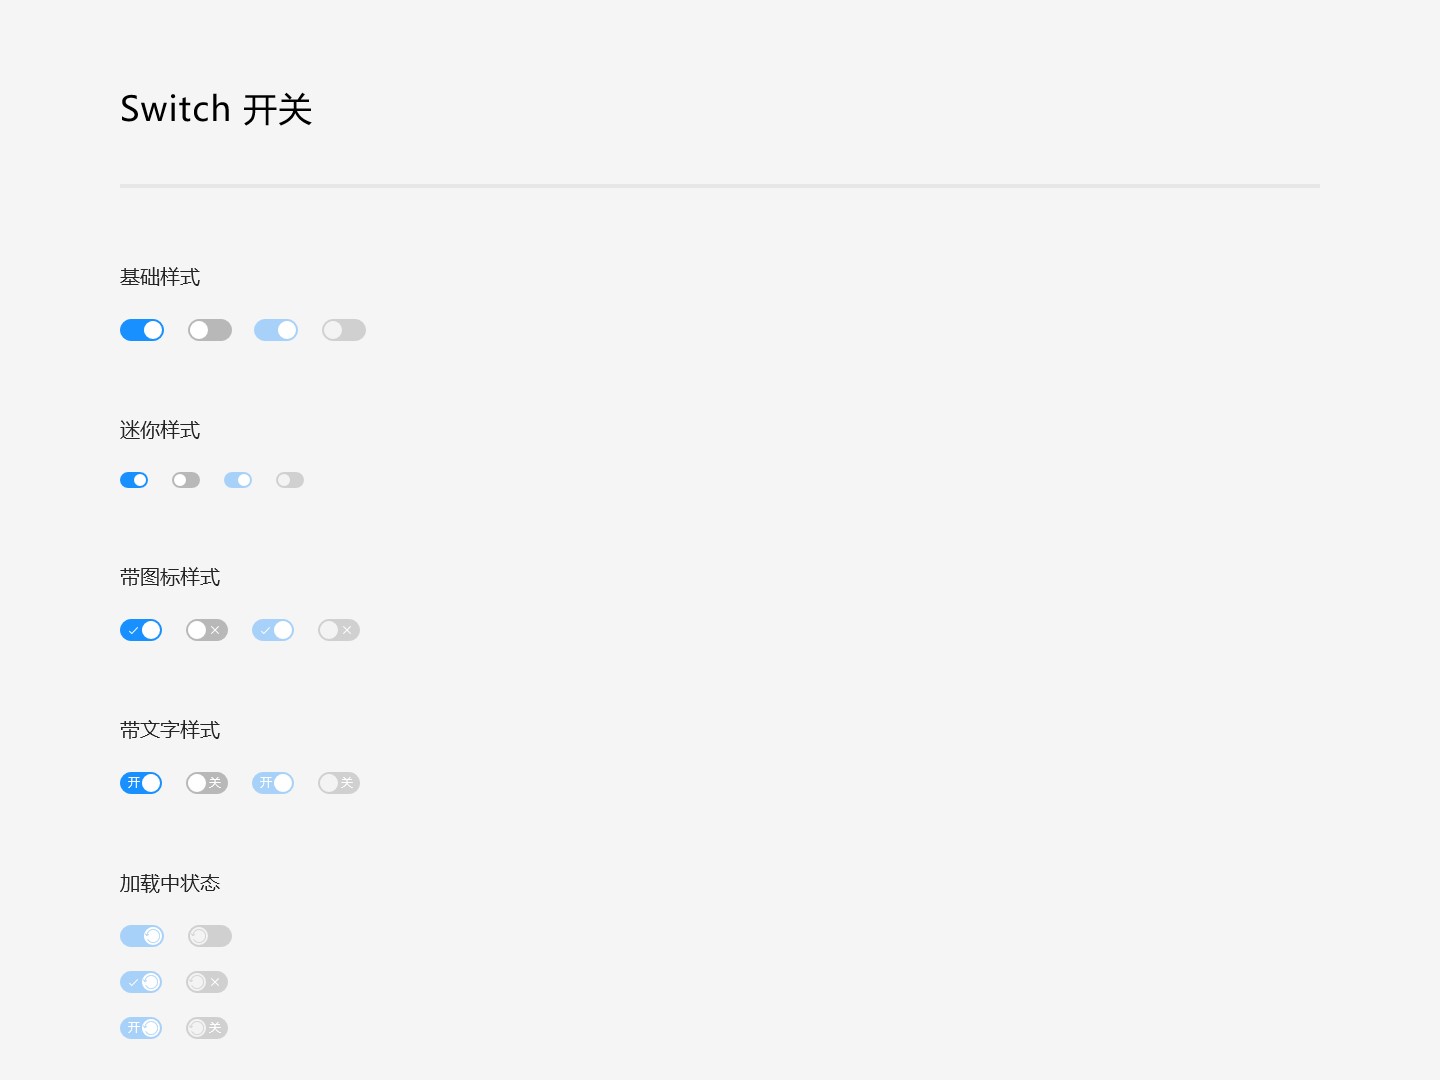 Switch 开关
基础样式
迷你样式
带图标样式
带文字样式
开 关 开 关
加载中状态
开 关